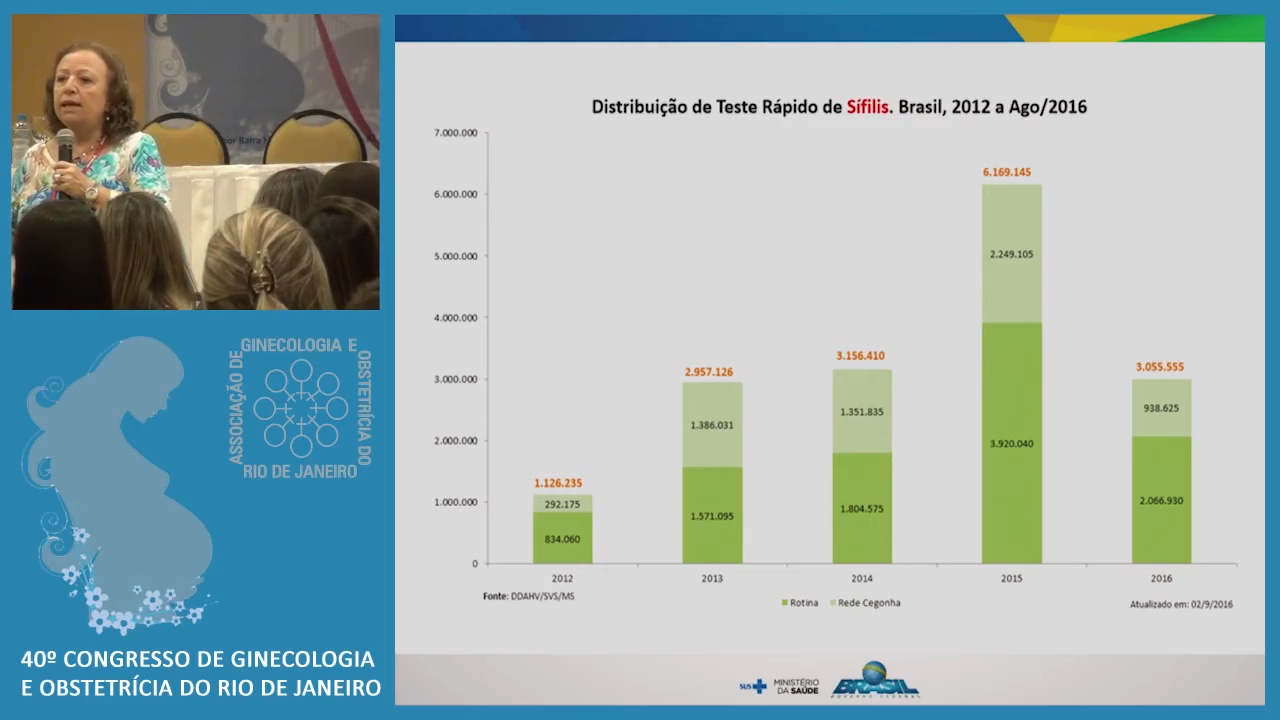 Distribuição de Teste Rápido de Sífilis. Brasil, 2012 a Ago/2016
7.000.000
6.000.000
5.000.000
4.000.000
3.000.000
2.000.000
1.000.000
0
1.126.235
292.175
834.060
2.957.126
1.386.031
1.571.095
3.156.410
1.351.835
1.804.575
6.169.145
2.249.105
3.920.040
3.055.555
938.625
2.066.930
2012
2013
2014
2015
2016
Fonte: DDAHV/SVS/MS
Rotina
Rede Cegonha
Atualizado em: 02/9/2016
SUS
MINISTÉRIO
DA SAÚDE
BRASIL
GOVERNO FEDERAL
ASSOCIAÇÃO DE
GINECOLOGIA E
OBSTETRÍCIA DO
RIO DE JANEIRO
40º CONGRESSO DE GINECOLOGIA
E OBSTETRÍCIA DO RIO DE JANEIRO